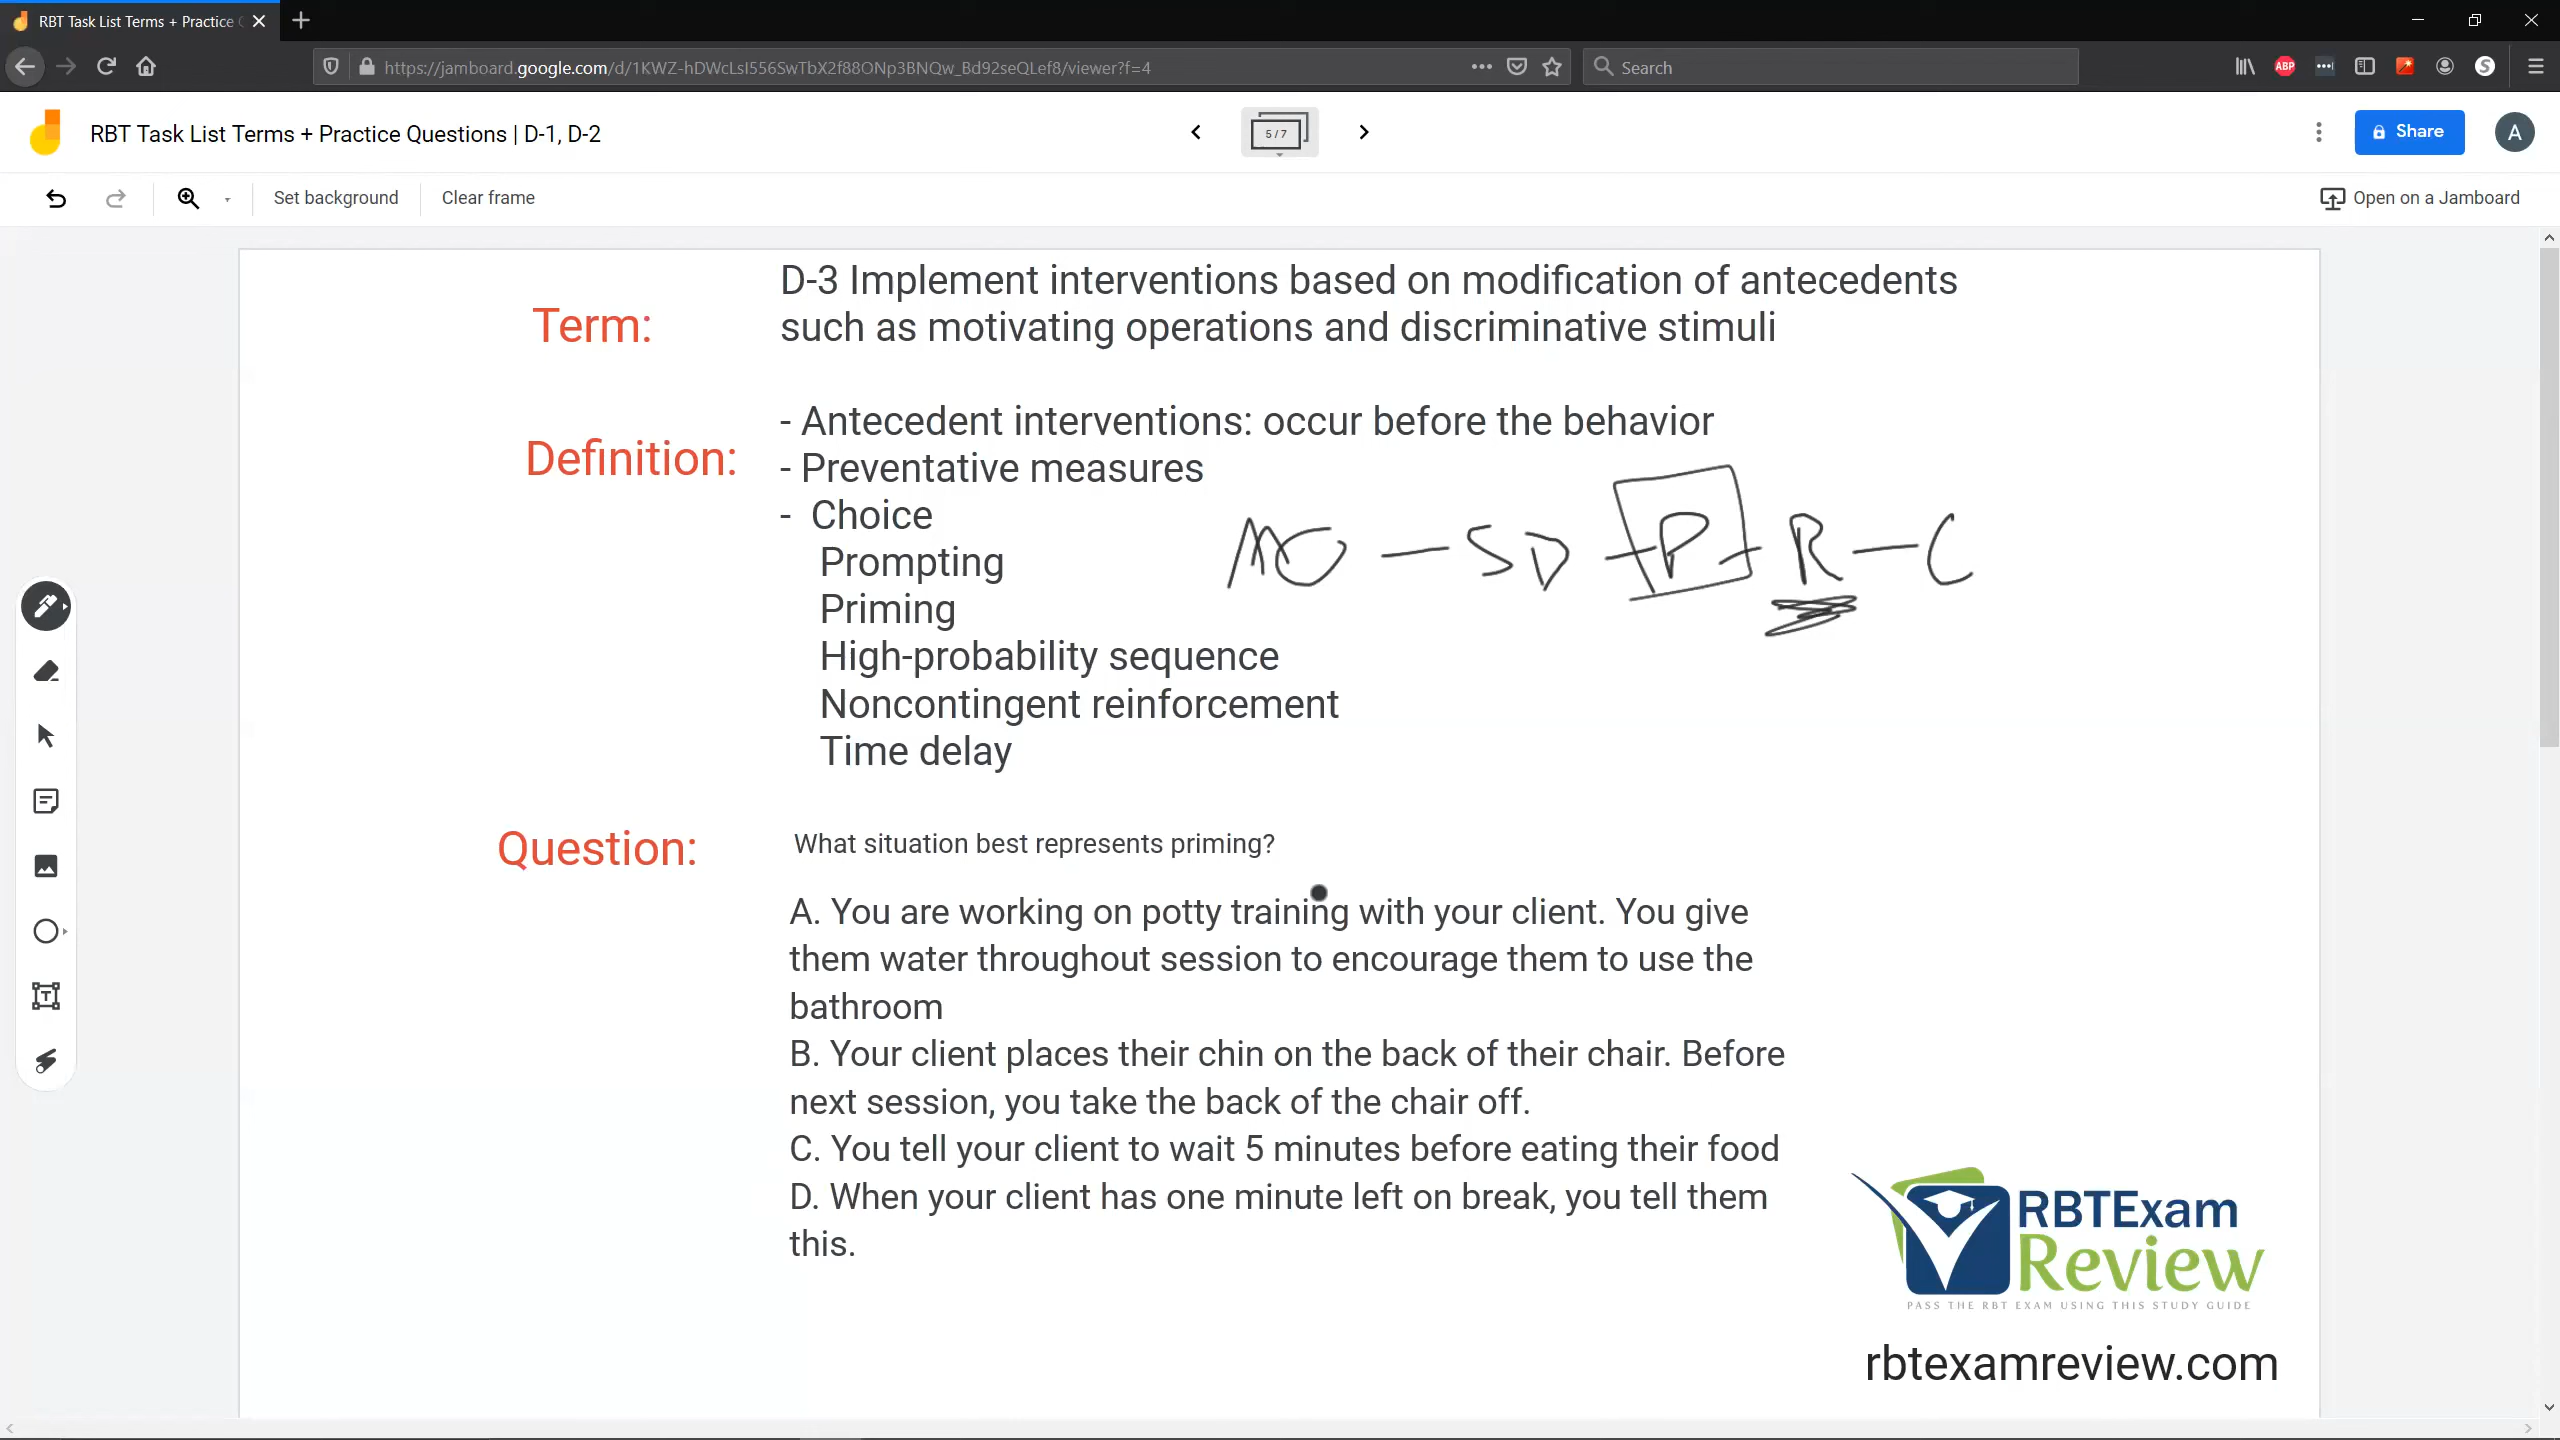 RBT Task List Terms + Practice
https://jamboard.google.com/d/1KWZ-hDWcLsI556SwTbX2f88ONp3BNQw_Bd92seQLef8/viewer?f=4
Search
ABP
S
RBT Task List Terms + Practice Questions | D-1, D-2
5 / 7
Share
A
Set background
Clear frame
Open on a Jamboard
Term:
D-3 Implement interventions based on modification of antecedents
such as motivating operations and discriminative stimuli
Definition:
- Antecedent interventions: occur before the behavior
- Preventative measures
- Choice
Prompting
Priming
High-probability sequence
Noncontingent reinforcement
Time delay
MO - SD - P - R - C
Question:
What situation best represents priming?
A. You are working on potty training with your client. You give
them water throughout session to encourage them to use the
bathroom
B. Your client places their chin on the back of their chair. Before
next session, you take the back of the chair off.
C. You tell your client to wait 5 minutes before eating their food
D. When your client has one minute left on break, you tell them
this.
RBTExam
Review
PASS THE RBT EXAM USING THIS STUDY GUIDE
rbtexamreview.com